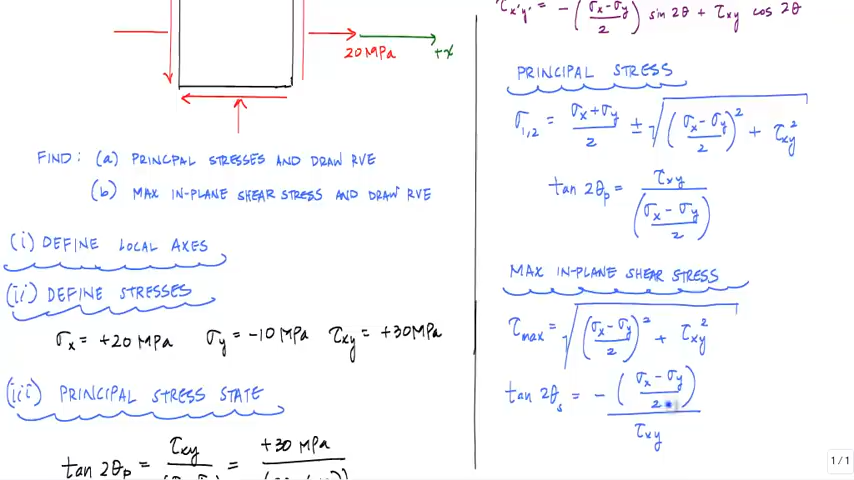 20 MPa
+x
FIND: (a) PRINCPAL STRESSES AND DRAW RVE
(b) MAX IN-PLANE SHEAR STRESS AND DRAW RVE
(i) DEFINE LOCAL AXES
(ii) DEFINE STRESSES
σx = +20 MPa σy = -10 MPa τxy = +30 MPa
(iii) PRINCIPAL STRESS STATE
tan 2θp = τxy = +30 MPa
τx'y' = -(σx-σy/2) sin 2θ + τxy cos 2θ
PRINCIPAL STRESS
σ1,2 = σx+σy/2 ± √(σx-σy/2)² + τxy²
tan 2θp = τxy/(σx-σy/2)
MAX IN-PLANE SHEAR STRESS
τmax = √(σx-σy/2)² + τxy²
tan 2θs = -(σx-σy/2)/τxy
1/1